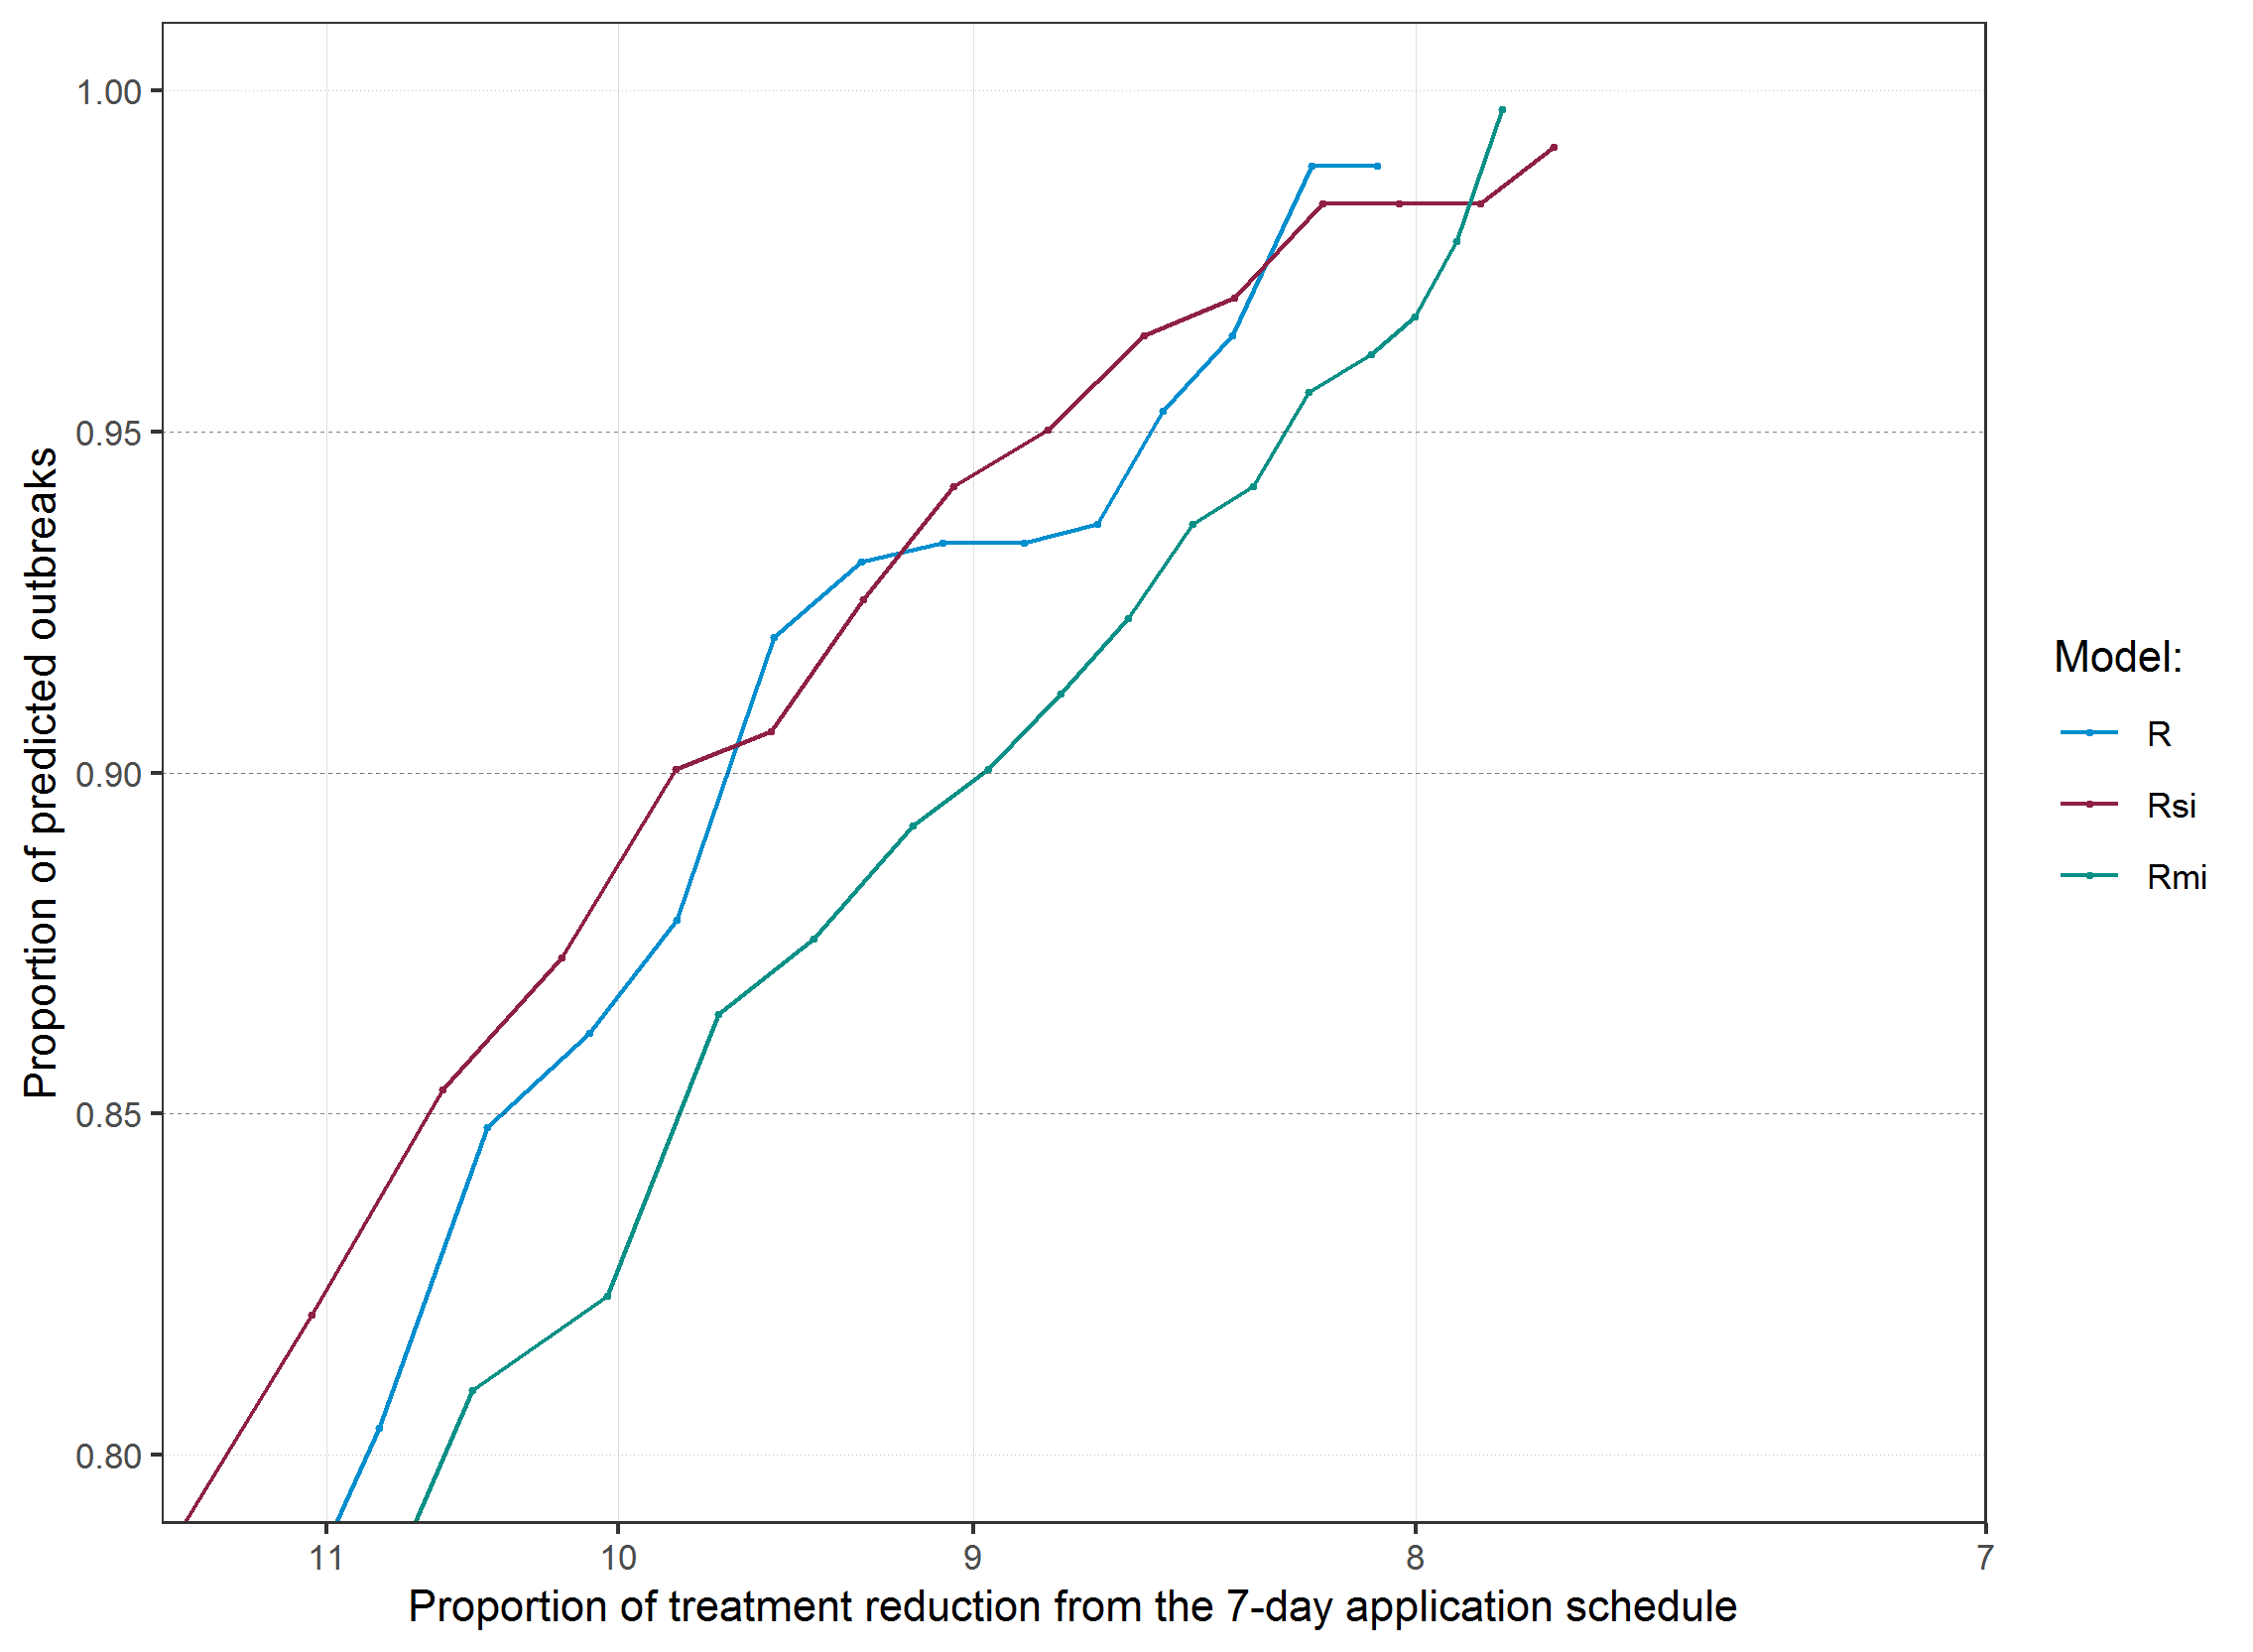 1.00
0.95
0.90
0.85
0.80
Proportion of predicted outbreaks
11 10 9 8 7
Proportion of treatment reduction from the 7-day application schedule
Model:
R
Rsi
Rmi